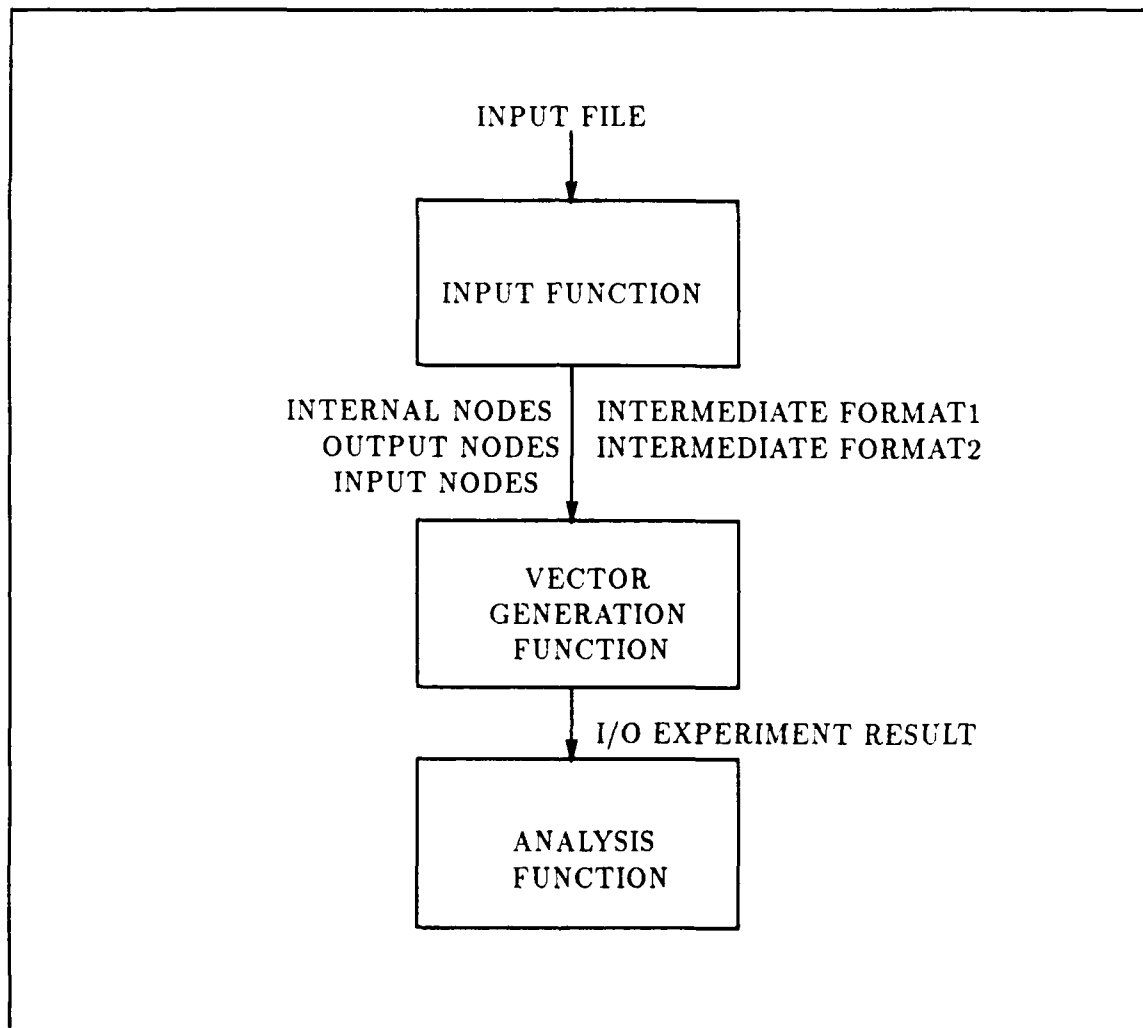 INPUT FILE
INPUT FUNCTION
INTERNAL NODES
OUTPUT NODES
INPUT NODES
INTERMEDIATE FORMAT1
INTERMEDIATE FORMAT2
VECTOR
GENERATION
FUNCTION
I/O EXPERIMENT RESULT
ANALYSIS
FUNCTION